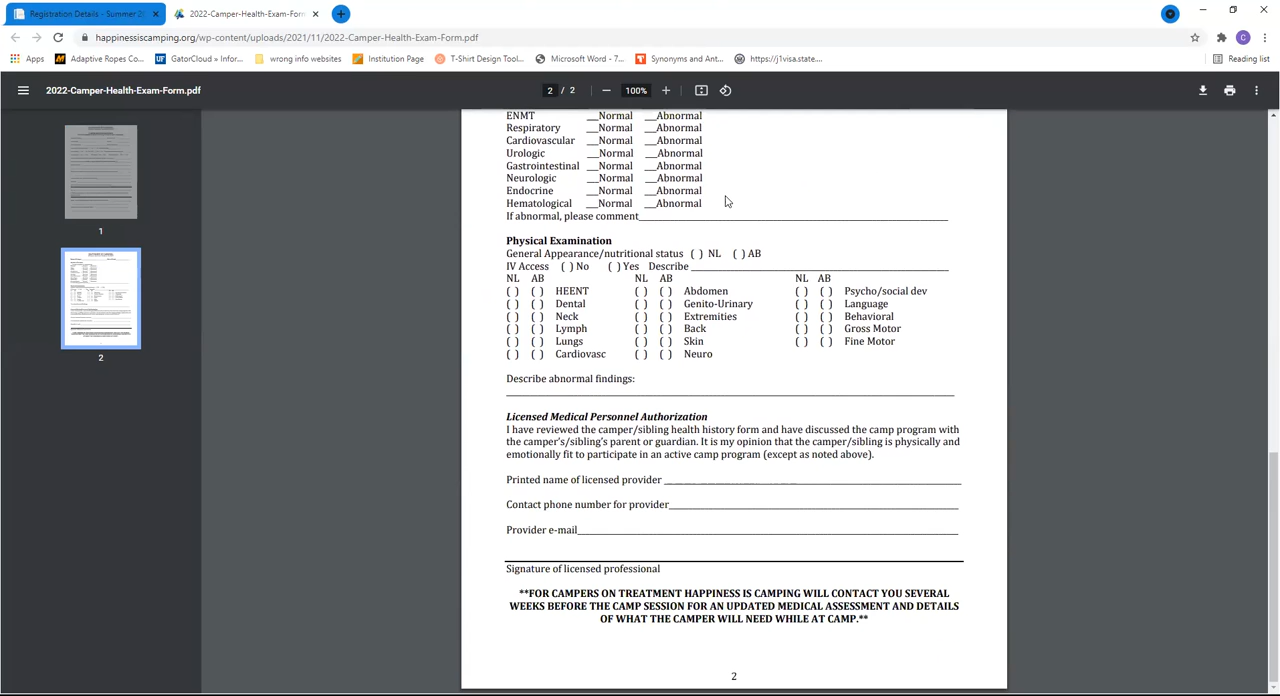 Registration Details - Summer 2
2022-Camper-Health-Exam-Form
happinessiscamping.org/wp-content/uploads/2021/11/2022-Camper-Health-Exam-Form.pdf
C
Apps
Adaptive Ropes Co...
GatorCloud » Infor...
wrong info websites
Institution Page
T-Shirt Design Tool...
Microsoft Word - 7...
Synonyms and Ant...
https://j1visa.state....
Reading list
2022-Camper-Health-Exam-Form.pdf
2 / 2
100%
1
2
ENMT __Normal __Abnormal
Respiratory __Normal __Abnormal
Cardiovascular __Normal __Abnormal
Urologic __Normal __Abnormal
Gastrointestinal __Normal __Abnormal
Neurologic __Normal __Abnormal
Endocrine __Normal __Abnormal
Hematological __Normal __Abnormal
If abnormal, please comment
Physical Examination
General Appearance/nutritional status ( ) NL ( ) AB
IV Access ( ) No ( ) Yes Describe
NL AB NL AB NL AB
( ) ( ) HEENT ( ) ( ) Abdomen ( ) ( ) Psycho/social dev
( ) ( ) Dental ( ) ( ) Genito-Urinary ( ) ( ) Language
( ) ( ) Neck ( ) ( ) Extremities ( ) ( ) Behavioral
( ) ( ) Lymph ( ) ( ) Back ( ) ( ) Gross Motor
( ) ( ) Lungs ( ) ( ) Skin ( ) ( ) Fine Motor
( ) ( ) Cardiovasc ( ) ( ) Neuro
Describe abnormal findings:
Licensed Medical Personnel Authorization
I have reviewed the camper/sibling health history form and have discussed the camp program with
the camper's/sibling's parent or guardian. It is my opinion that the camper/sibling is physically and
emotionally fit to participate in an active camp program (except as noted above).
Printed name of licensed provider
Contact phone number for provider
Provider e-mail
Signature of licensed professional
**FOR CAMPERS ON TREATMENT HAPPINESS IS CAMPING WILL CONTACT YOU SEVERAL
WEEKS BEFORE THE CAMP SESSION FOR AN UPDATED MEDICAL ASSESSMENT AND DETAILS
OF WHAT THE CAMPER WILL NEED WHILE AT CAMP.**
2